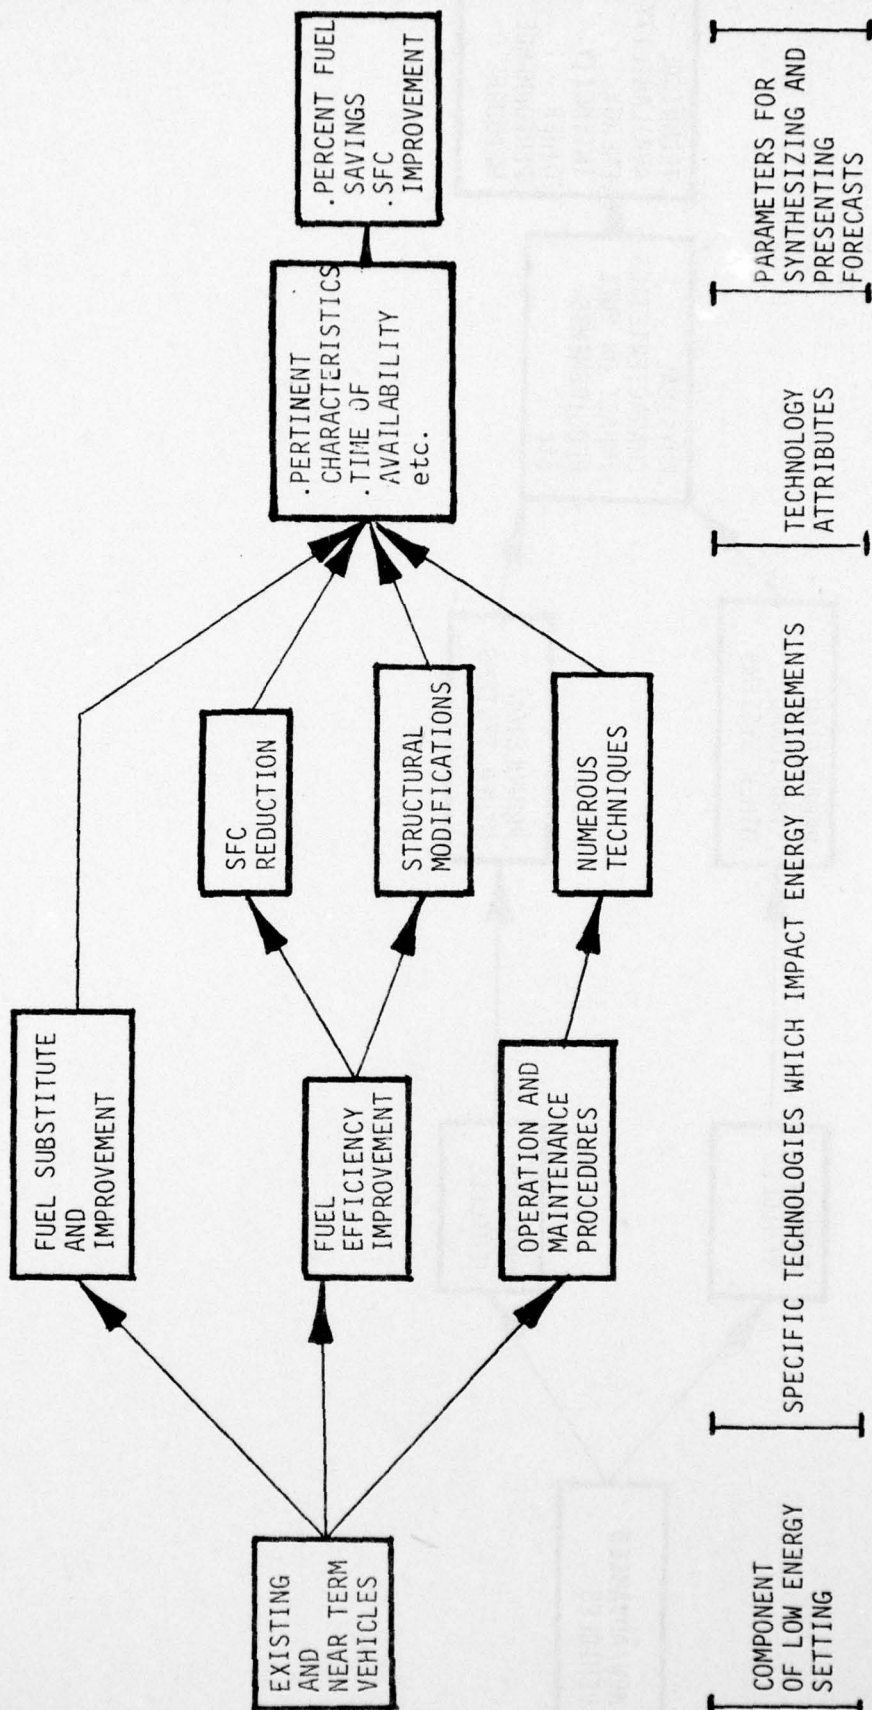 EXISTING
AND
NEAR TERM
VEHICLES
FUEL SUBSTITUTE
AND
IMPROVEMENT
FUEL
EFFICIENCY
IMPROVEMENT
OPERATION AND
MAINTENANCE
PROCEDURES
SFC
REDUCTION
STRUCTURAL
MODIFICATIONS
NUMEROUS
TECHNIQUES
.PERTINENT
CHARACTERISTICS
.TIME OF
AVAILABILITY
etc.
.PERCENT FUEL
SAVINGS
.SFC
IMPROVEMENT
COMPONENT
OF LOW ENERGY
SETTING
SPECIFIC TECHNOLOGIES WHICH IMPACT ENERGY REQUIREMENTS
TECHNOLOGY
ATTRIBUTES
PARAMETERS FOR
SYNTHESIZING AND
PRESENTING
FORECASTS